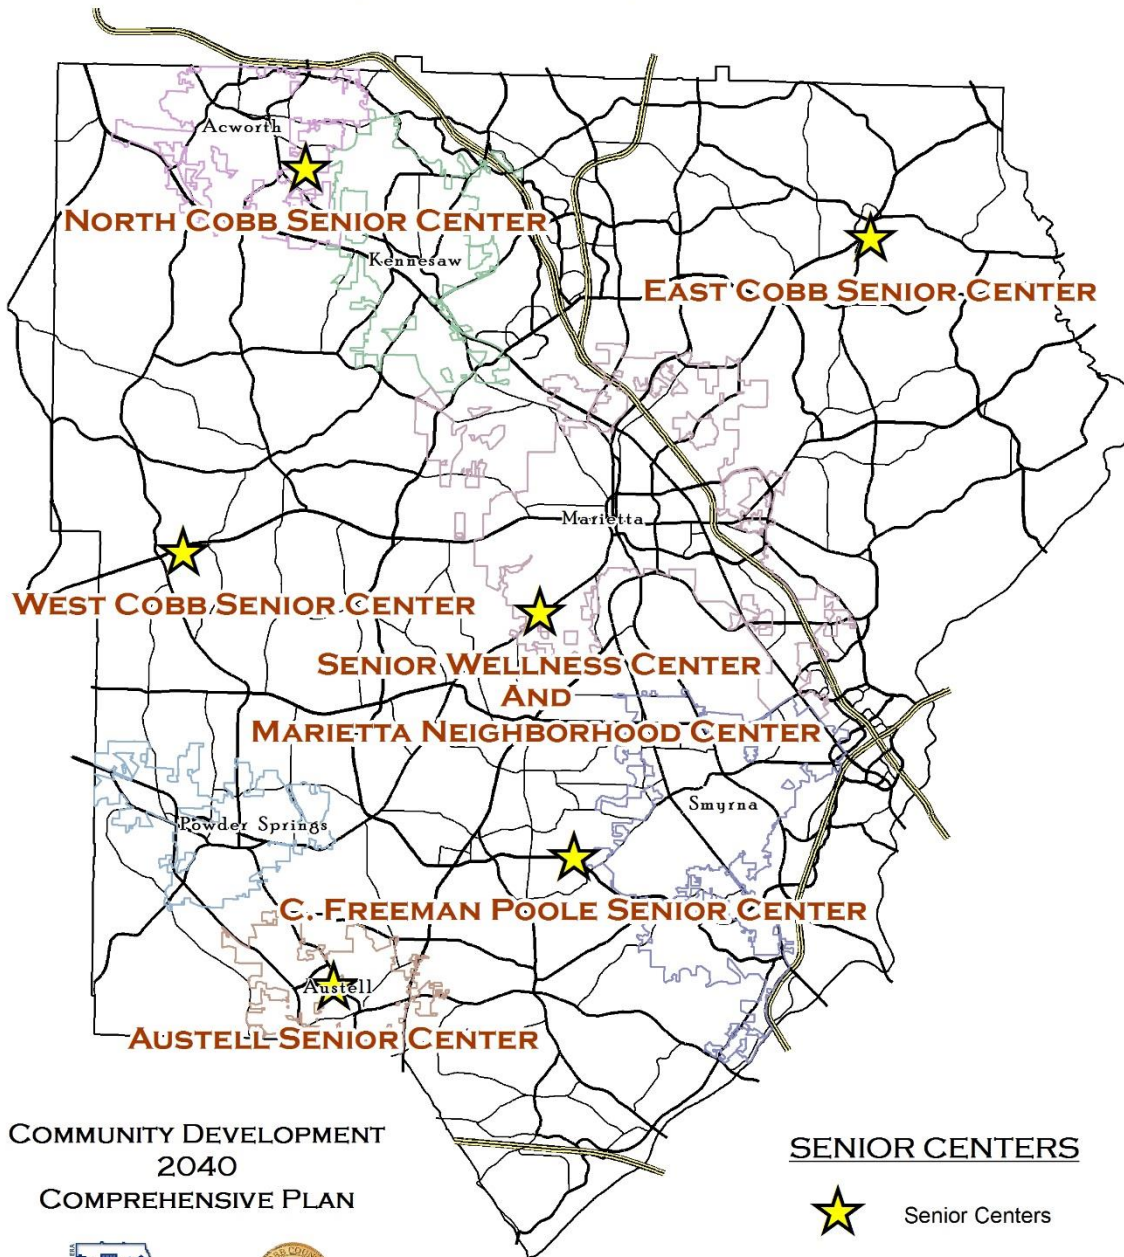 Acworth
NORTH COBB SENIOR CENTER
Kennesaw
EAST COBB SENIOR CENTER
Marietta
WEST COBB SENIOR CENTER
SENIOR WELLNESS CENTER
AND
MARIETTA NEIGHBORHOOD CENTER
Smyrna
Powder Springs
C. FREEMAN POOLE SENIOR CENTER
Austell
AUSTELL SENIOR CENTER
COMMUNITY DEVELOPMENT
2040
COMPREHENSIVE PLAN
SENIOR CENTERS
Senior Centers